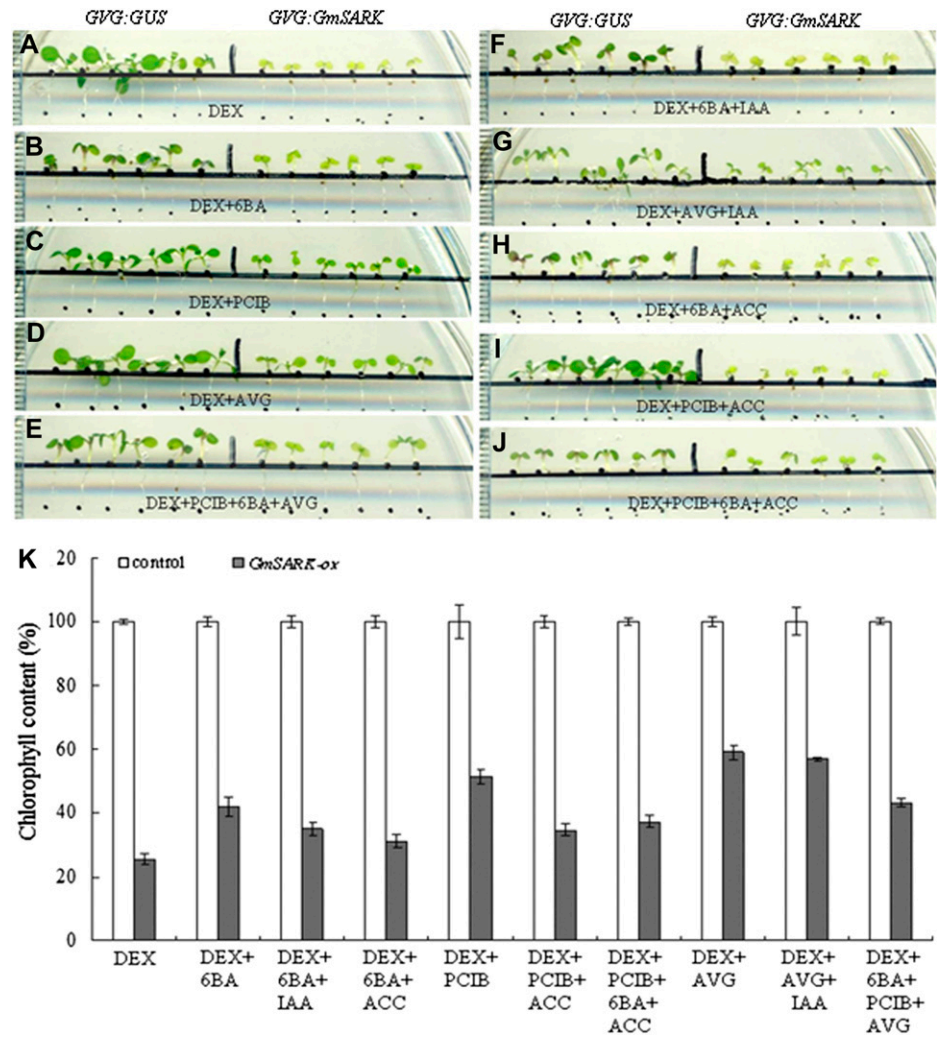 GVG:GUS GVG:GmSARK
A
DEX
B
DEX+6BA
C
DEX+PCIB
D
DEX+AVG
E
DEX+PCIB+6BA+AVG
GVG:GUS GVG:GmSARK
F
DEX+6BA+IAA
G
DEX+AVG+IAA
H
DEX+6BA+ACC
I
DEX+PCIB+ACC
J
DEX+PCIB+6BA+ACC
K
control GmSARK-ox
Chlorophyll content (%)
20
100
80
60
40
20
0
DEX
DEX+
6BA
DEX+
6BA+
IAA
DEX+
6BA+
ACC
DEX+
PCIB
DEX+
PCIB+
ACC
DEX+
PCIB+
6BA+
ACC
DEX+
AVG
DEX+
AVG+
IAA
DEX+
6BA+
PCIB+
AVG